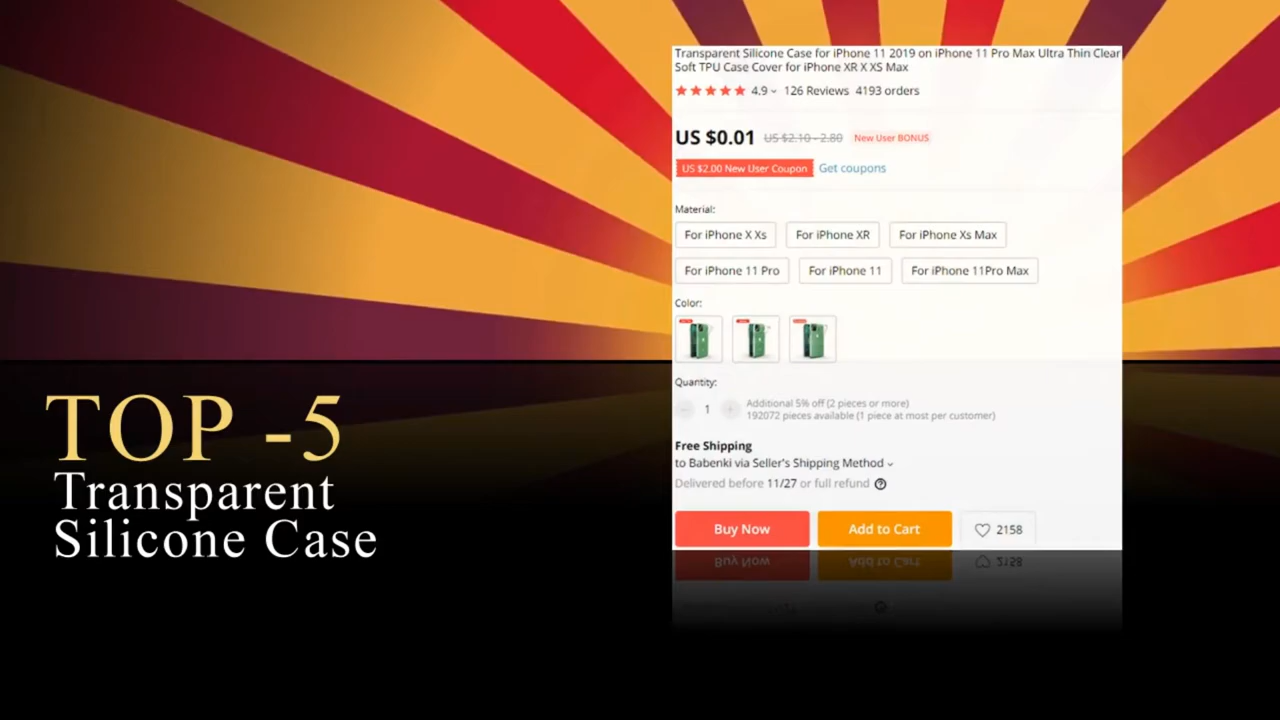 Transparent Silicone Case for iPhone 11 2019 on iPhone 11 Pro Max Ultra Thin Clear
Soft TPU Case Cover for iPhone XR X XS Max
4.9 126 Reviews 4193 orders
US $0.01 US $2.10 - 2.80 New User BONUS
US $2.00 New User Coupon Get coupons
Material:
For iPhone X Xs For iPhone XR For iPhone Xs Max
For iPhone 11 Pro For iPhone 11 For iPhone 11Pro Max
Color:
Quantity:
- 1 + Additional 5% off (2 pieces or more)
192072 pieces available (1 piece at most per customer)
Free Shipping
to Babenki via Seller's Shipping Method
Delivered before 11/27 or full refund ?
Buy Now Add to Cart 2158
TOP -5
Transparent
Silicone Case